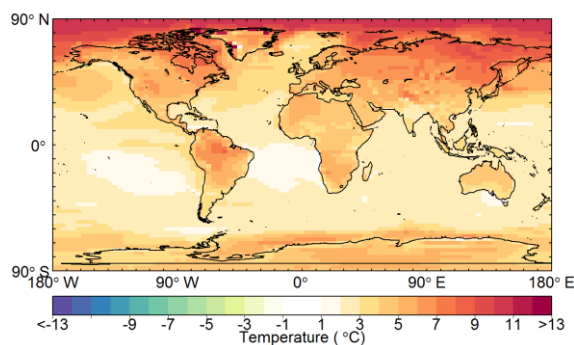 90° N
0°
90° S
180° W 90° W 0° 90° E 180° E
<-13 -9 -7 -5 -3 -1 1 3 5 7 9 11 >13
Temperature ( °C)